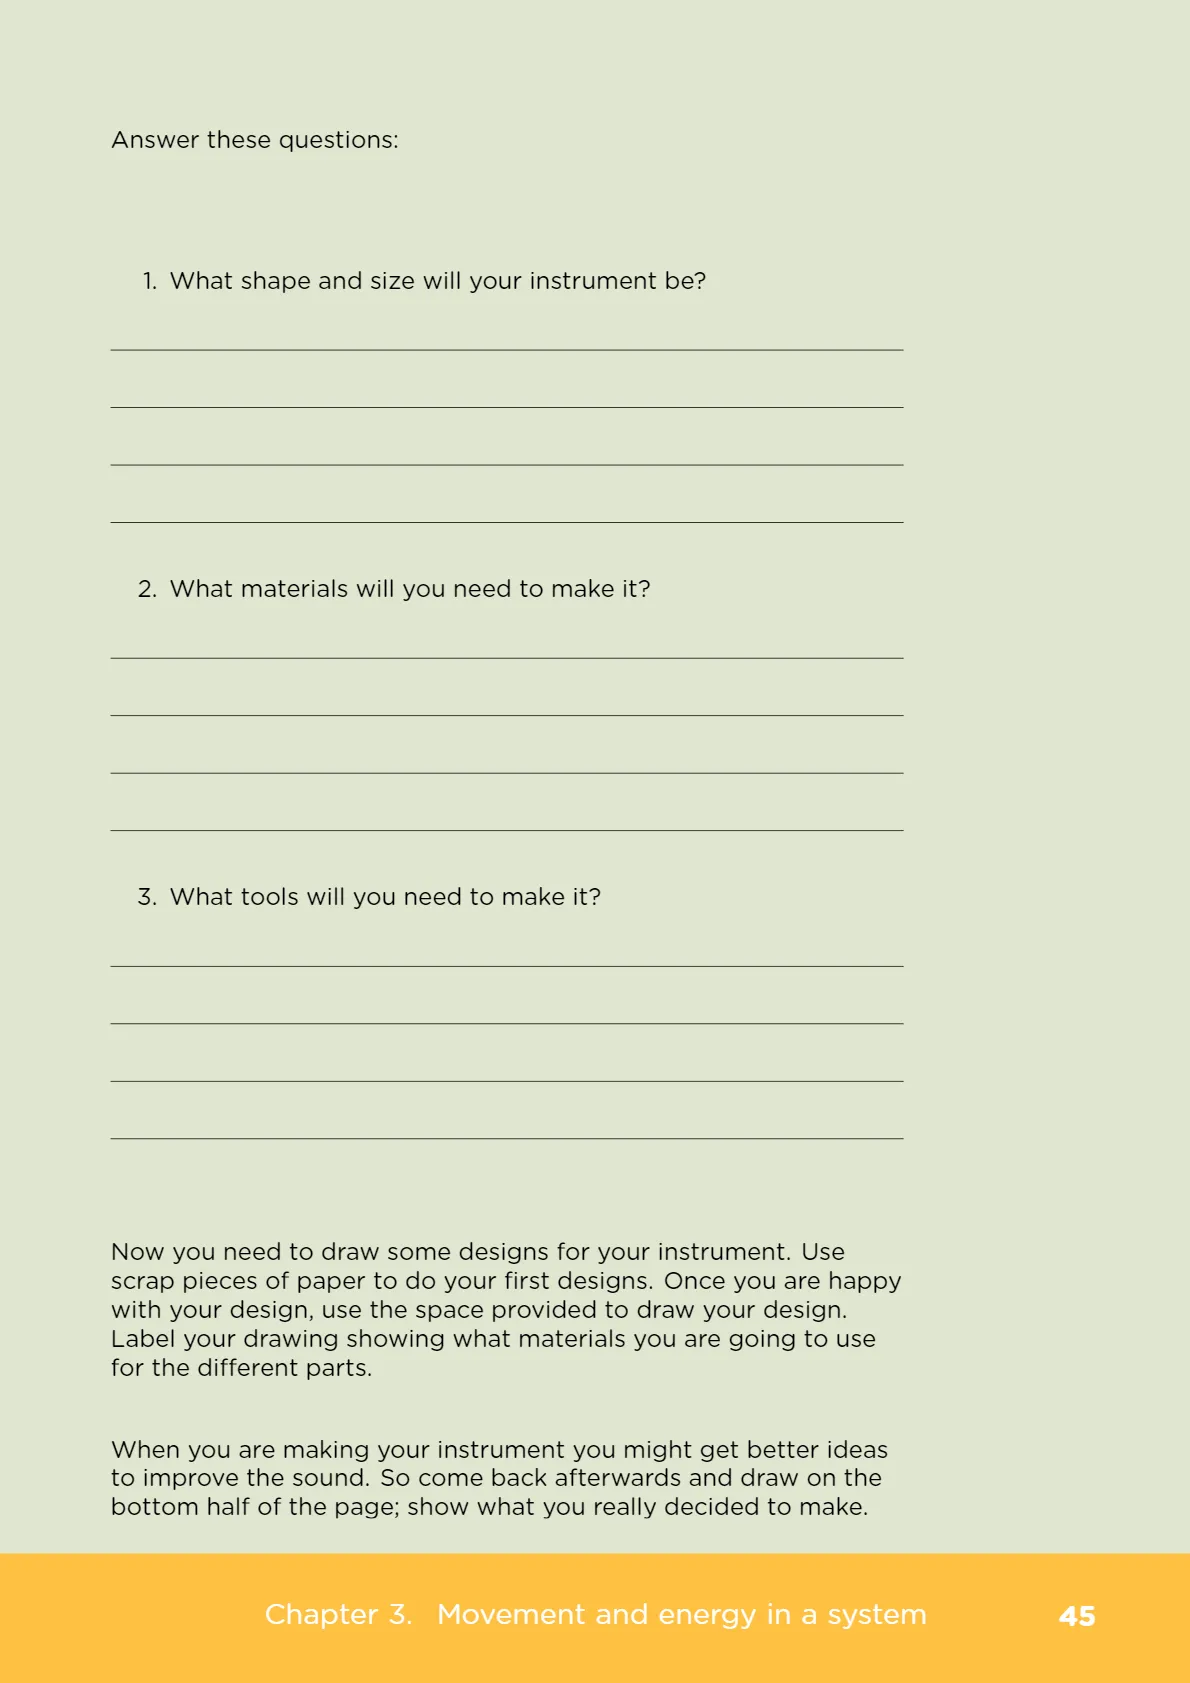 Answer these questions:
1. What shape and size will your instrument be?
2. What materials will you need to make it?
3. What tools will you need to make it?
Now you need to draw some designs for your instrument. Use
scrap pieces of paper to do your first designs. Once you are happy
with your design, use the space provided to draw your design.
Label your drawing showing what materials you are going to use
for the different parts.
When you are making your instrument you might get better ideas
to improve the sound. So come back afterwards and draw on the
bottom half of the page; show what you really decided to make.
Chapter 3. Movement and energy in a system 45